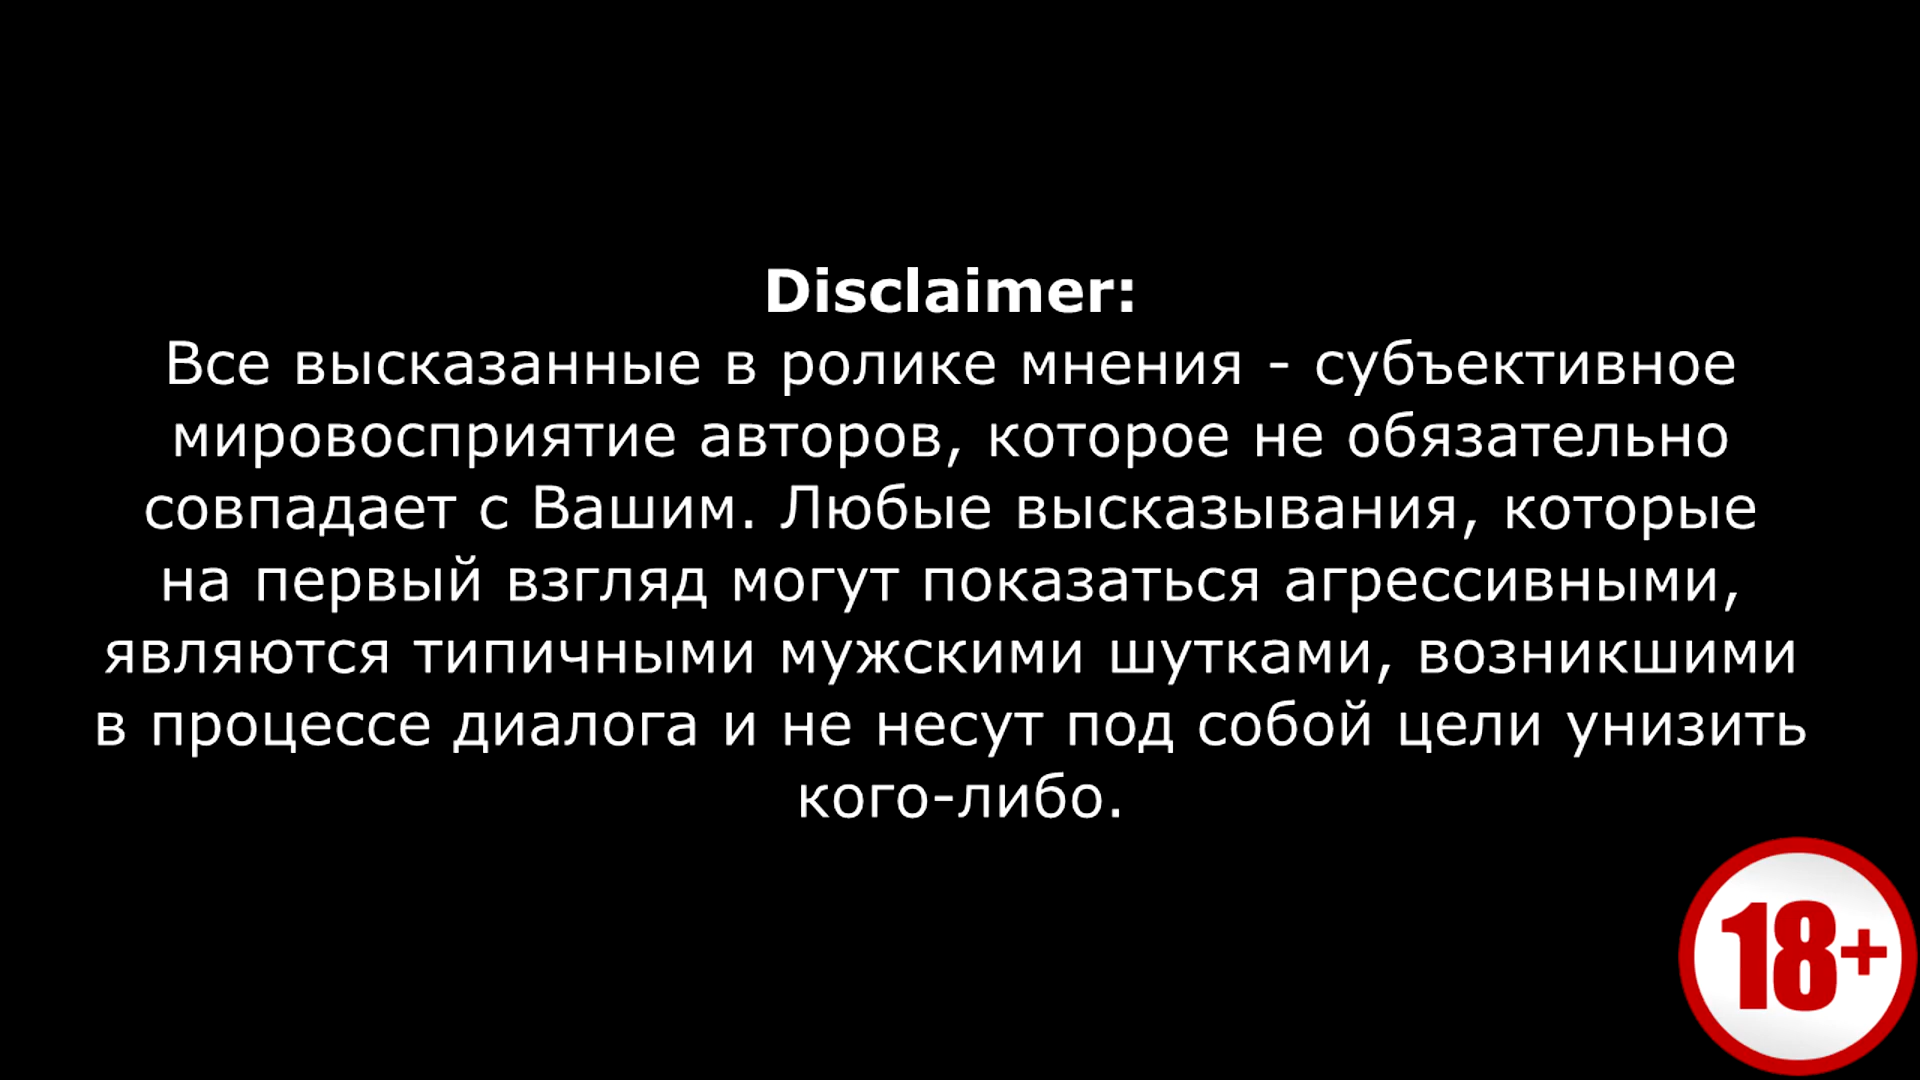 Disclaimer:
Все высказанные в ролике мнения - субъективное
мировосприятие авторов, которое не обязательно
совпадает с Вашим. Любые высказывания, которые
на первый взгляд могут показаться агрессивными,
являются типичными мужскими шутками, возникшими
в процессе диалога и не несут под собой цели унизить
кого-либо.
18+